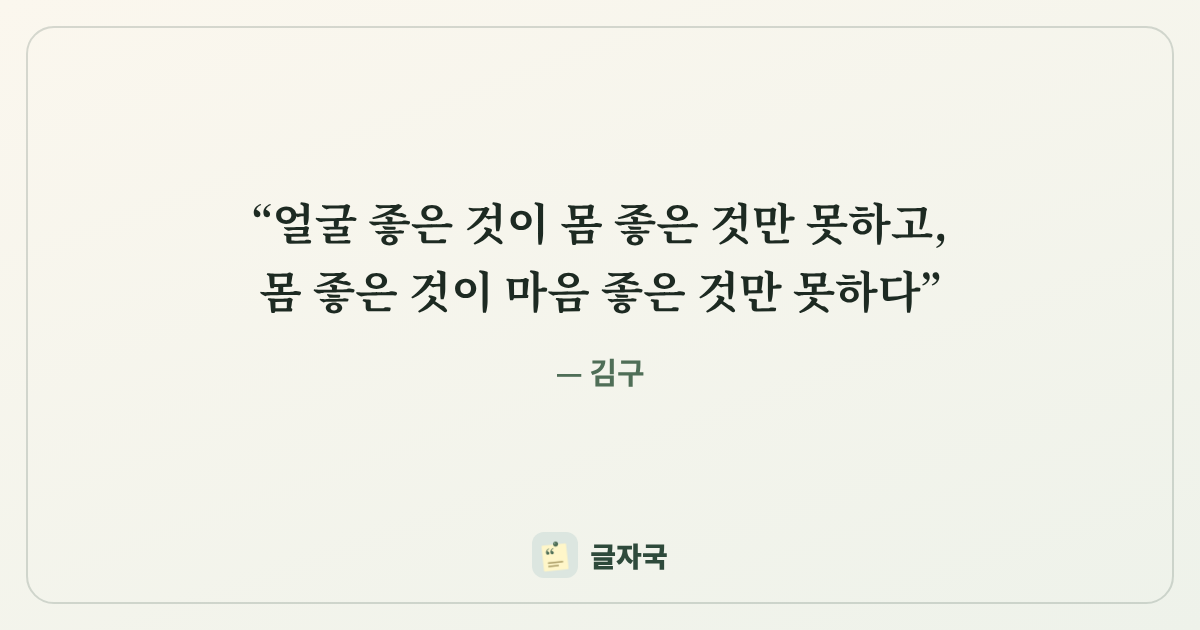 “얼굴 좋은 것이 몸 좋은 것만 못하고,
몸 좋은 것이 마음 좋은 것만 못하다”
— 김구
글자국